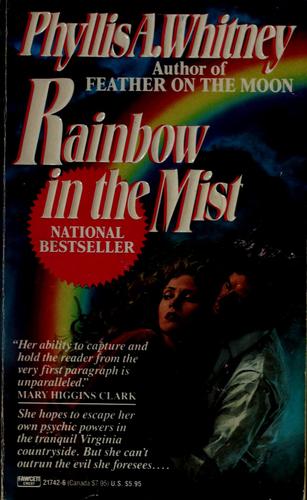 Phyllis A. Whitney
Author of
FEATHER ON THE MOON
Rainbow
in the Mist
NATIONAL
BESTSELLER
"Her ability to capture and
hold the reader from the
very first paragraph is
unparalleled."
MARY HIGGINS CLARK
She hopes to escape her
own psychic powers in
the tranquil Virginia
countryside. But she can't
outrun the evil she foresees....
FAWCETT
CREST
21742-6 (Canada $7.95) U.S. $5.95